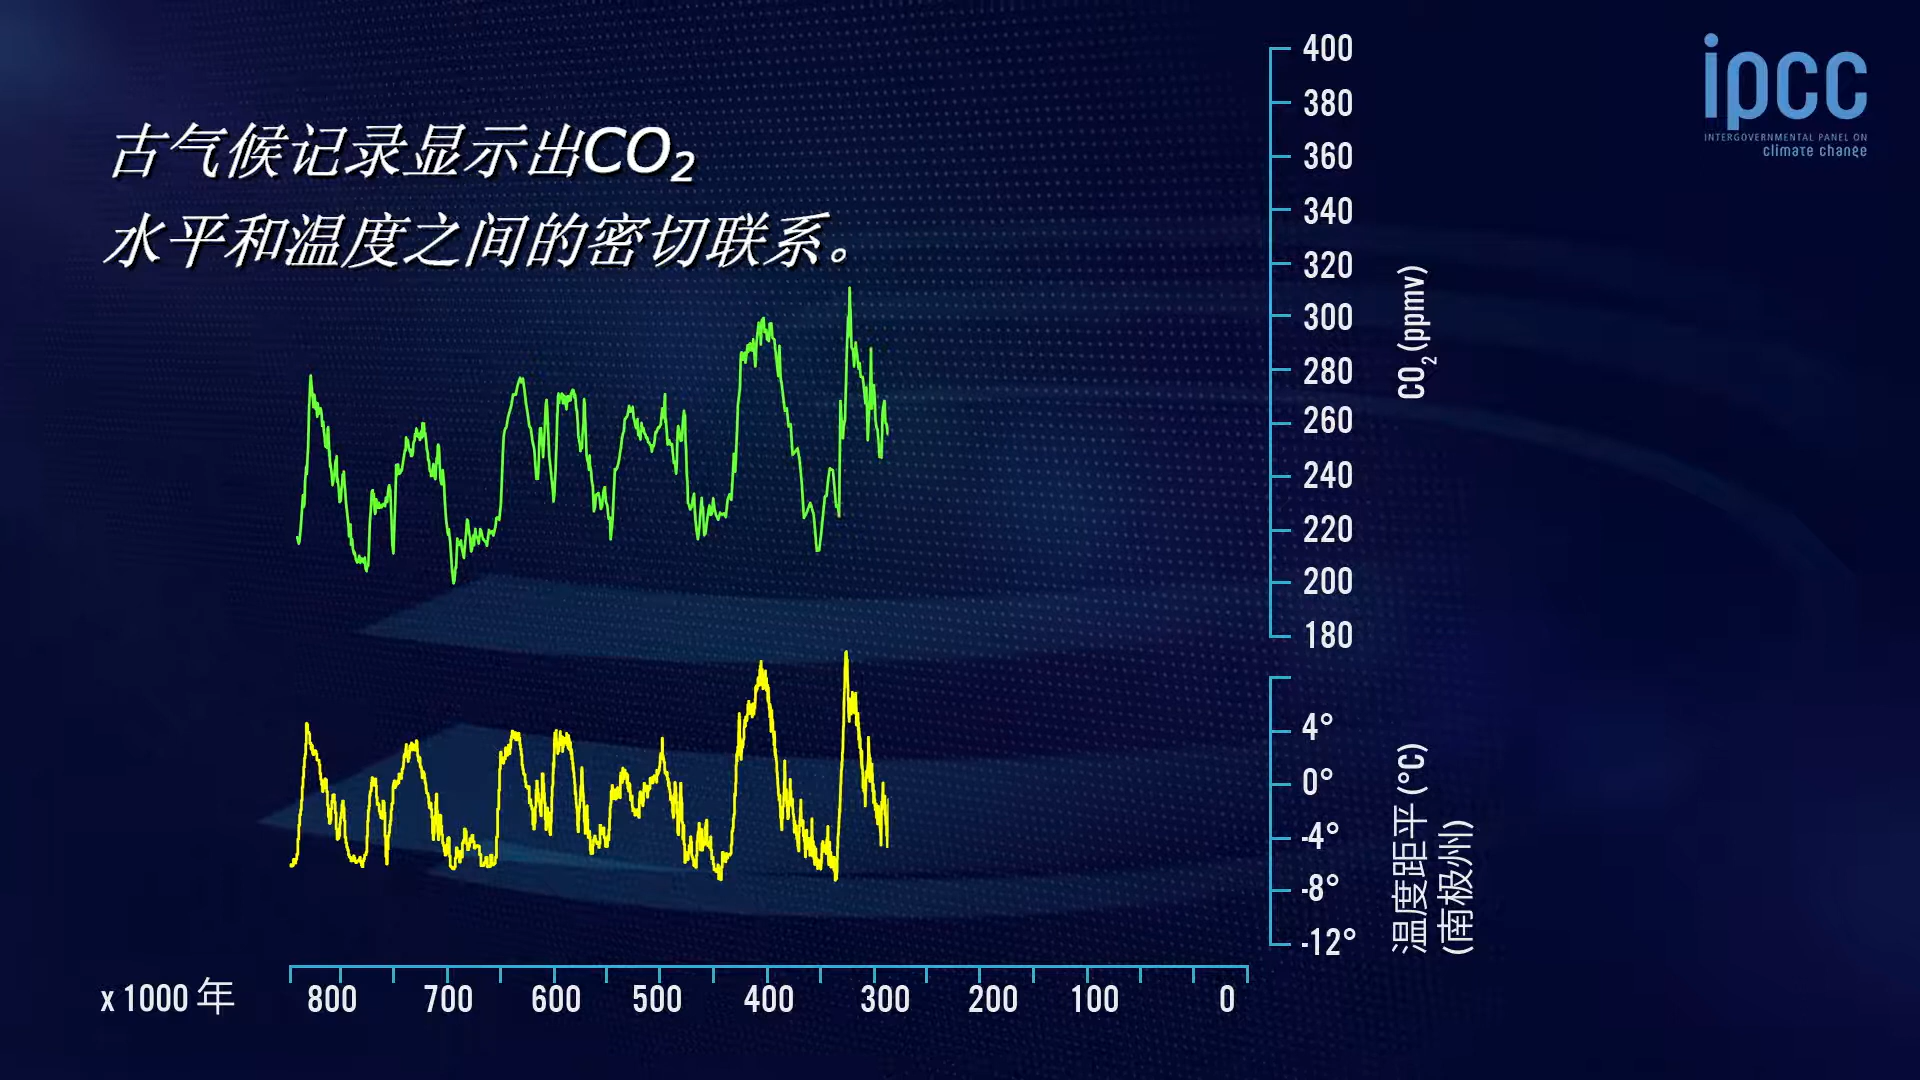 古气候记录显示出CO₂
水平和温度之间的密切联系。
ipcc
INTERGOVERNMENTAL PANEL ON
climate change
400
380
360
340
320
300
280
260
240
220
200
180
CO₂ (ppmv)
4°
0°
-4°
-8°
-12°
温度距平 (°C)
(南极州)
x 1000 年
800 700 600 500 400 300 200 100 0